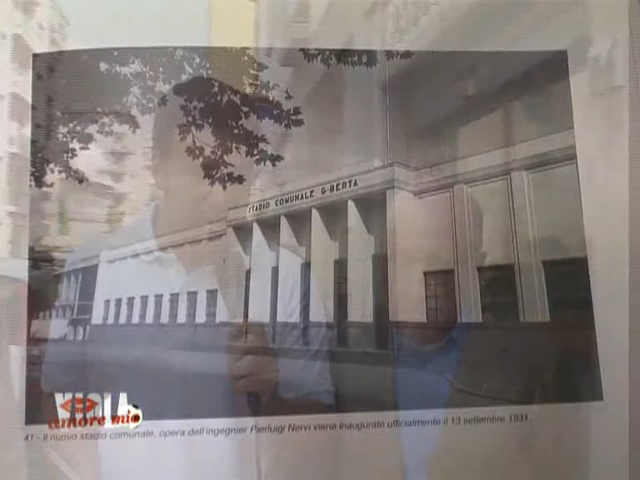 STADIO COMUNALE G·BERTA
VIOLA
amore mio
41 - Il nuovo stadio comunale, opera dell'ingegnier Pierluigi Nervi viene inaugurato ufficialmente il 13 settembre 1931.